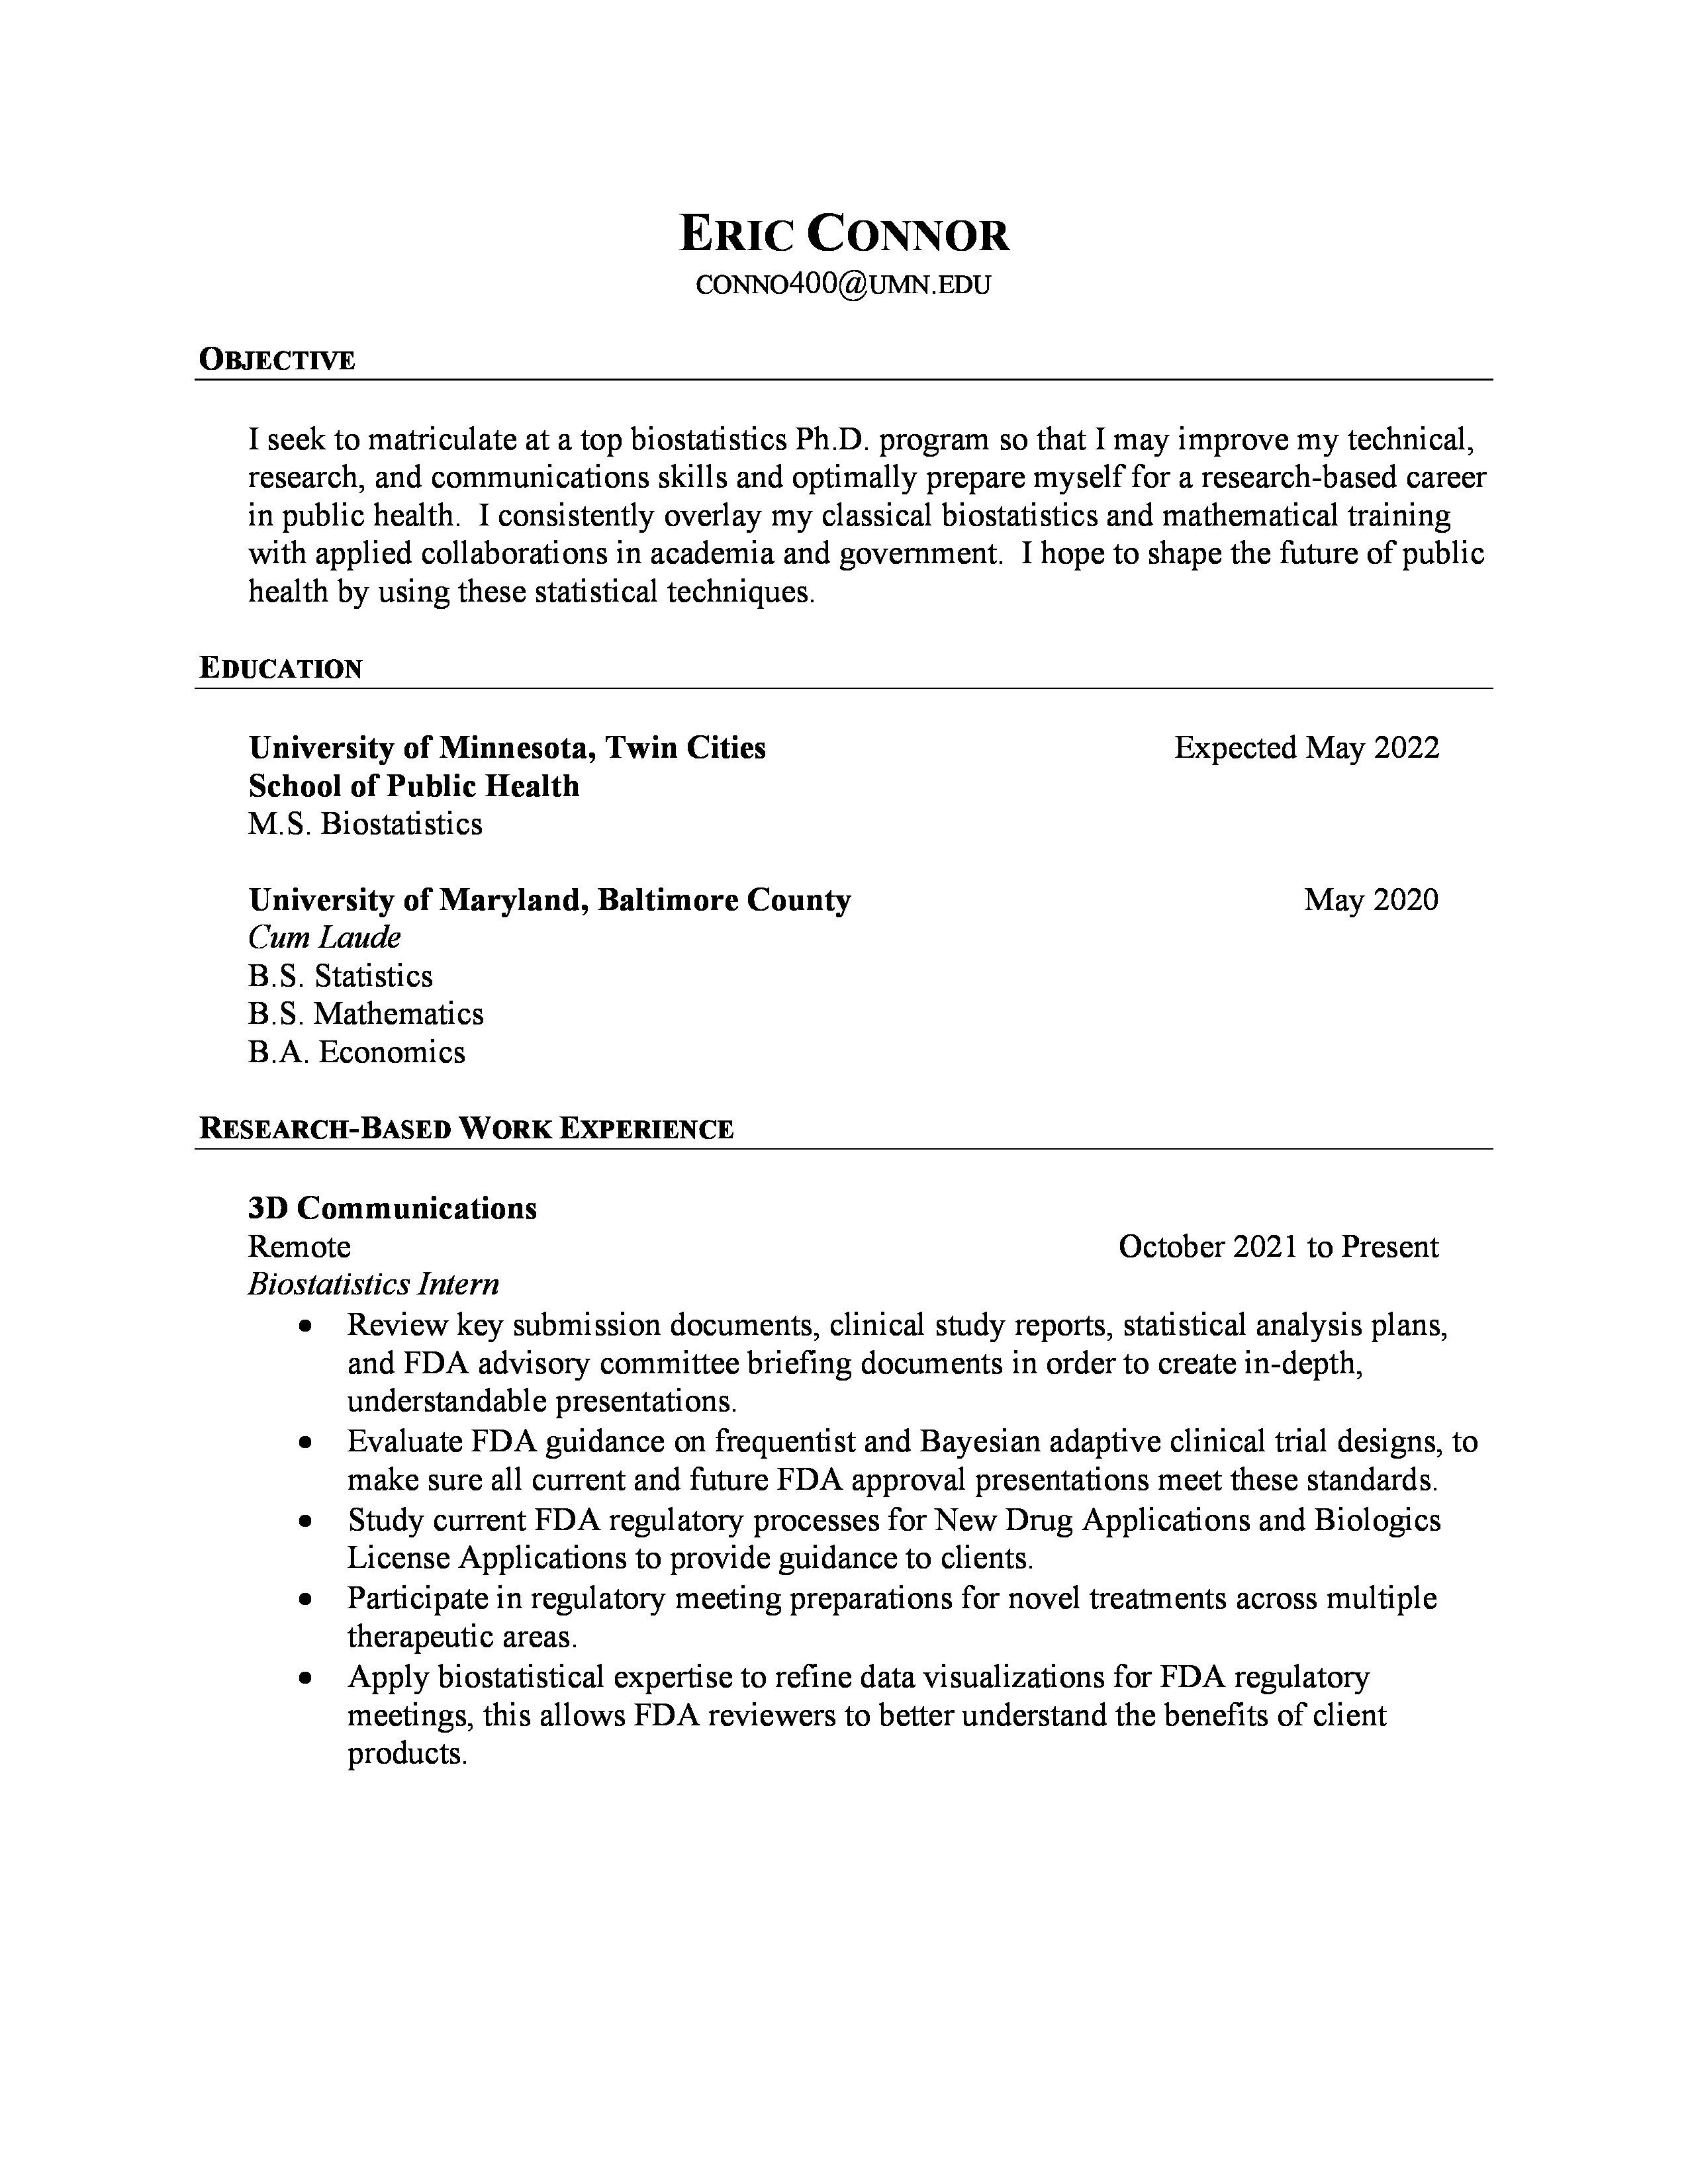 ERIC CONNOR
CONNO400@UMN.EDU
OBJECTIVE
I seek to matriculate at a top biostatistics Ph.D. program so that I may improve my technical,
research, and communications skills and optimally prepare myself for a research-based career
in public health.  I consistently overlay my classical biostatistics and mathematical training
with applied collaborations in academia and government.  I hope to shape the future of public
health by using these statistical techniques.
EDUCATION
University of Minnesota, Twin Cities Expected May 2022
School of Public Health
M.S. Biostatistics
University of Maryland, Baltimore County May 2020
Cum Laude
B.S. Statistics
B.S. Mathematics
B.A. Economics
RESEARCH-BASED WORK EXPERIENCE
3D Communications
Remote October 2021 to Present
Biostatistics Intern
• Review key submission documents, clinical study reports, statistical analysis plans,
and FDA advisory committee briefing documents in order to create in-depth,
understandable presentations.
• Evaluate FDA guidance on frequentist and Bayesian adaptive clinical trial designs, to
make sure all current and future FDA approval presentations meet these standards.
• Study current FDA regulatory processes for New Drug Applications and Biologics
License Applications to provide guidance to clients.
• Participate in regulatory meeting preparations for novel treatments across multiple
therapeutic areas.
• Apply biostatistical expertise to refine data visualizations for FDA regulatory
meetings, this allows FDA reviewers to better understand the benefits of client
products.